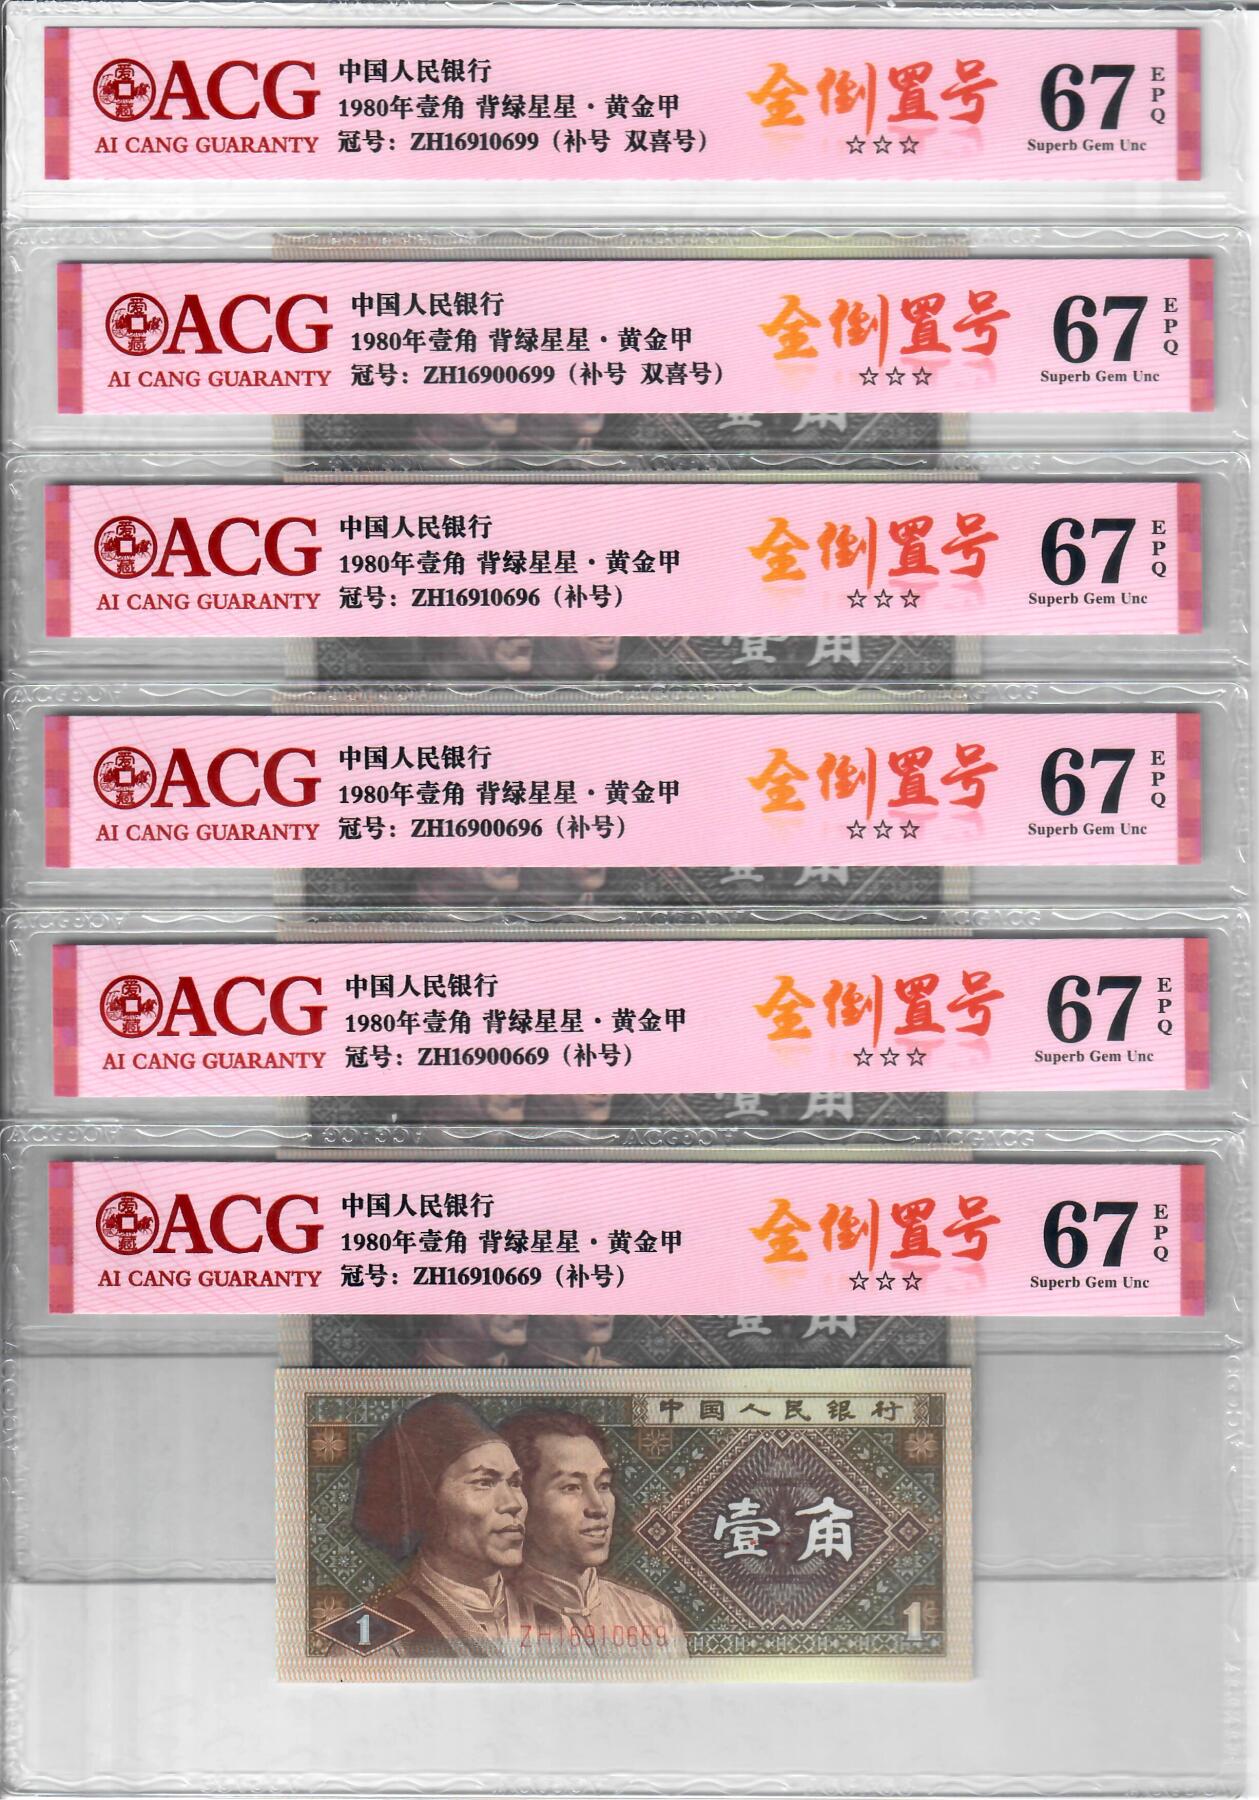 ACG
AI CANG GUARANTY
中国人民银行
1980年壹角 背绿星星·黄金甲
冠号：ZH16910699（补号 双喜号）
全倒置号
☆☆☆
67
EPQ
Superb Gem Unc
ACG
AI CANG GUARANTY
中国人民银行
1980年壹角 背绿星星·黄金甲
冠号：ZH16900699（补号 双喜号）
全倒置号
☆☆☆
67
EPQ
Superb Gem Unc
壹角
ACG
AI CANG GUARANTY
中国人民银行
1980年壹角 背绿星星·黄金甲
冠号：ZH16910696（补号）
全倒置号
☆☆☆
67
EPQ
Superb Gem Unc
壹角
ACG
AI CANG GUARANTY
中国人民银行
1980年壹角 背绿星星·黄金甲
冠号：ZH16900696（补号）
全倒置号
☆☆☆
67
EPQ
Superb Gem Unc
壹角
ACG
AI CANG GUARANTY
中国人民银行
1980年壹角 背绿星星·黄金甲
冠号：ZH16900669（补号）
全倒置号
☆☆☆
67
EPQ
Superb Gem Unc
壹角
ACG
AI CANG GUARANTY
中国人民银行
1980年壹角 背绿星星·黄金甲
冠号：ZH16910669（补号）
全倒置号
☆☆☆
67
EPQ
Superb Gem Unc
壹角
中国人民银行
壹角
1
ZH16910669
1